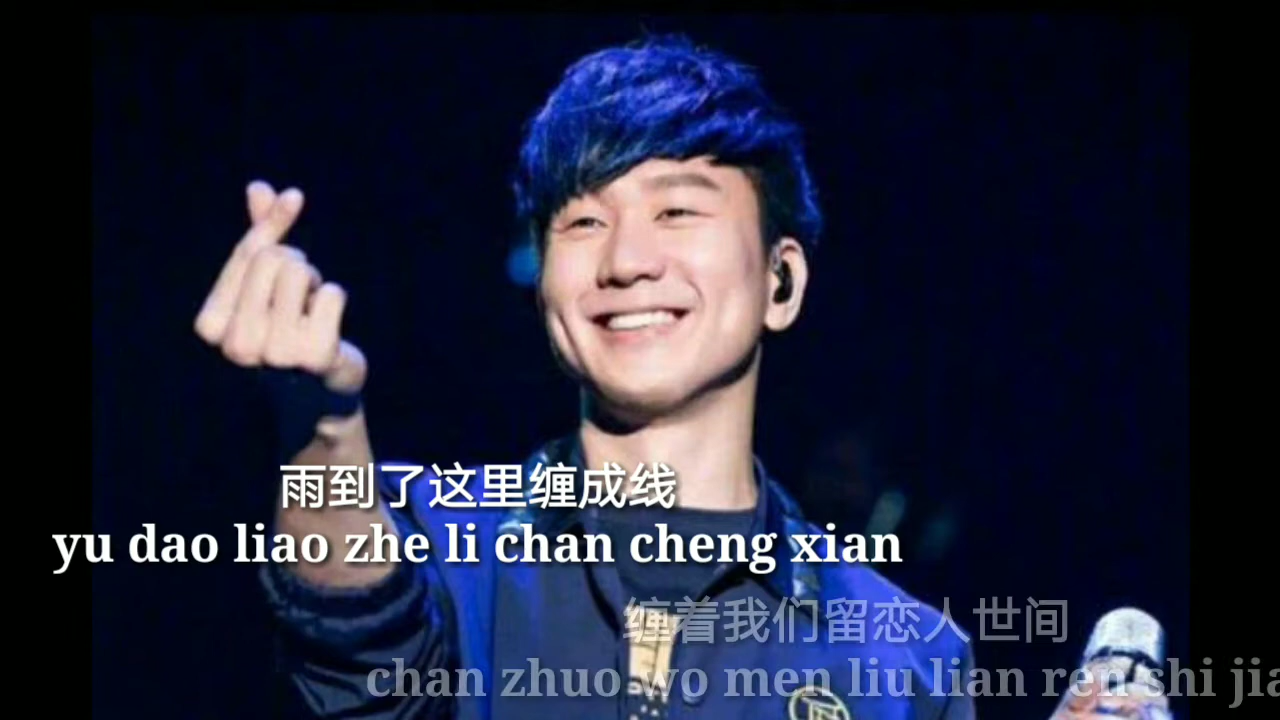 雨到了这里缠成线
yu dao liao zhe li chan cheng xian
缠着我们留恋人世间
chan zhuo wo men liu lian ren shi jia